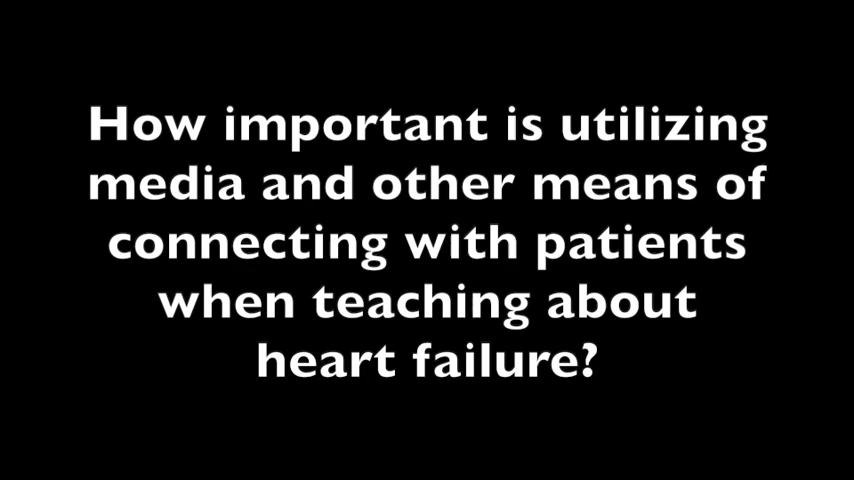 How important is utilizing
media and other means of
connecting with patients
when teaching about
heart failure?